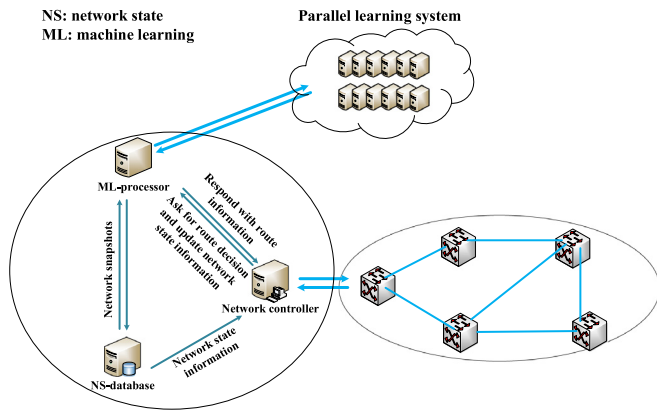 NS: network state
ML: machine learning
Parallel learning system
ML-processor
Respond with route
information
Ask for route decision
and update network
state information
Network snapshots
Network controller
Network state
information
NS-database